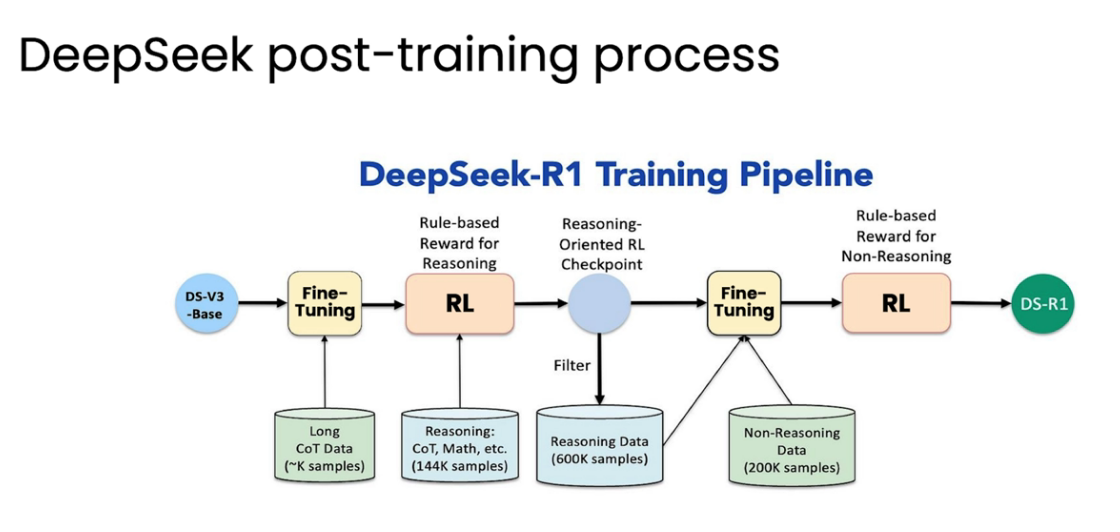 DeepSeek post-training process
DeepSeek-R1 Training Pipeline
Rule-based
Reward for
Reasoning
Reasoning-
Oriented RL
Checkpoint
Rule-based
Reward for
Non-Reasoning
DS-V3
-Base
Fine-
Tuning
RL
Fine-
Tuning
RL
DS-R1
Filter
Long
CoT Data
(~K samples)
Reasoning:
CoT, Math, etc.
(144K samples)
Reasoning Data
(600K samples)
Non-Reasoning
Data
(200K samples)